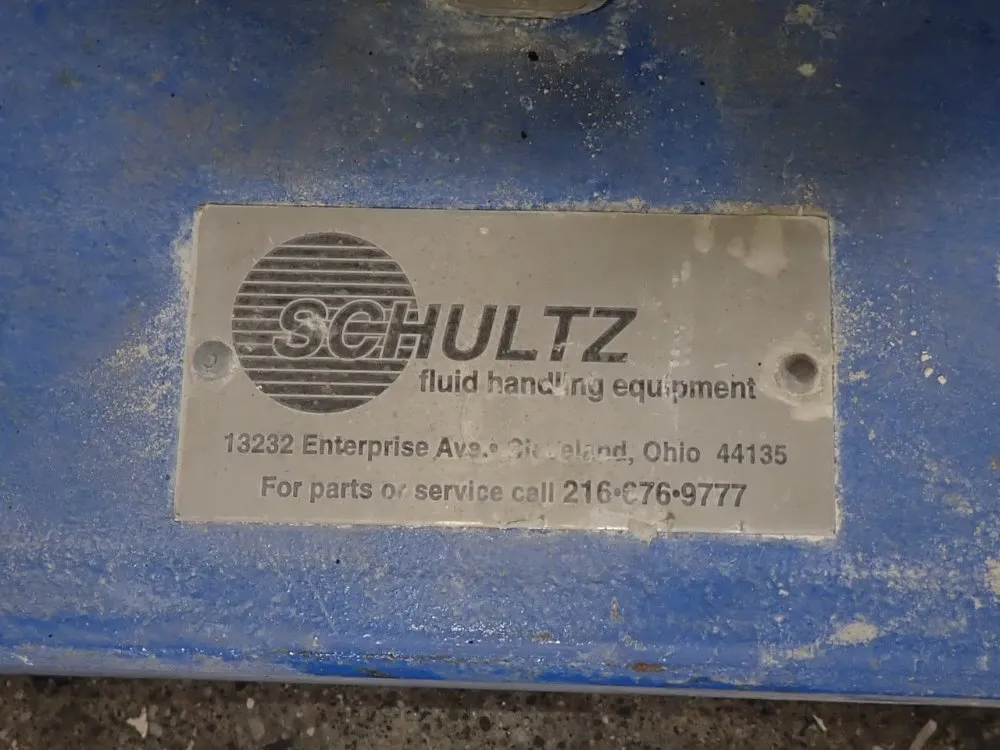 SCHULTZ
fluid handling equipment
13232 Enterprise Ave.• Cleveland, Ohio 44135
For parts or service call 216•676•9777